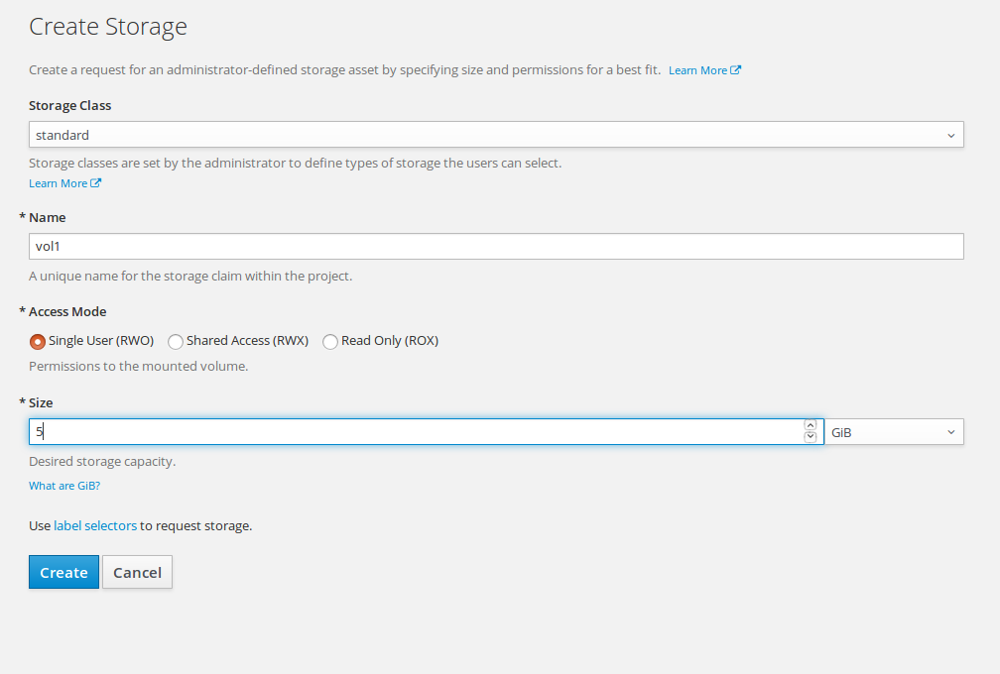 Create Storage
Create a request for an administrator-defined storage asset by specifying size and permissions for a best fit. Learn More
Storage Class
standard
Storage classes are set by the administrator to define types of storage the users can select.
Learn More
* Name
vol1
A unique name for the storage claim within the project.
* Access Mode
Single User (RWO) Shared Access (RWX) Read Only (ROX)
Permissions to the mounted volume.
* Size
5 GiB
Desired storage capacity.
What are GiB?
Use label selectors to request storage.
Create Cancel